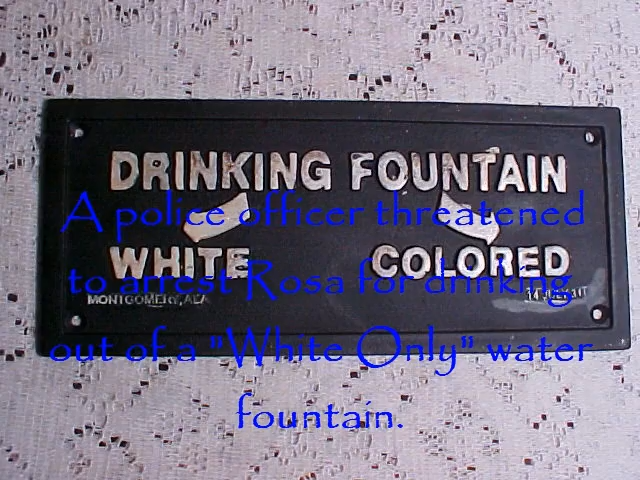 DRINKING FOUNTAIN
WHITE COLORED
MONTGOMERY, ALA.
A police officer threatened
to arrest Rosa for drinking
out of a "White Only" water
fountain.